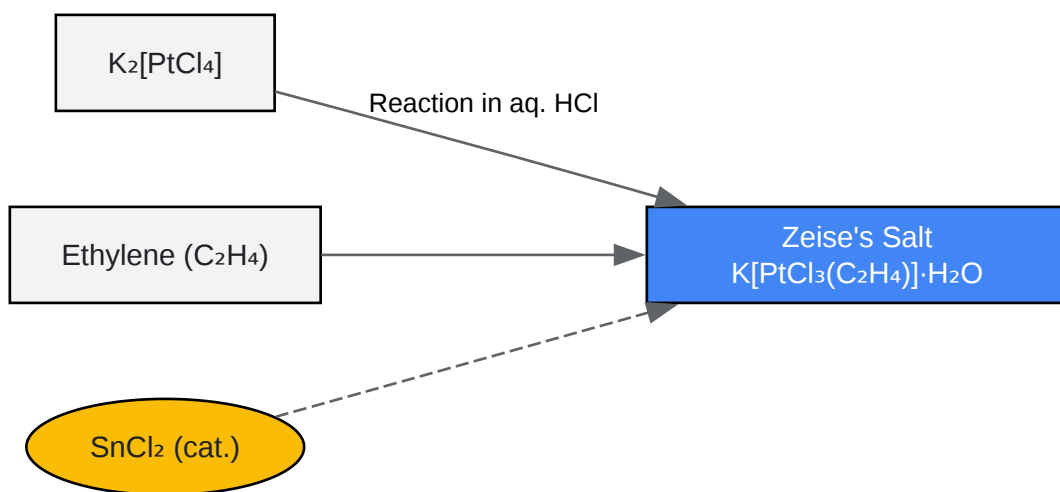 K₂[PtCl₄]
Reaction in aq. HCl
Ethylene (C₂H₄)
Zeise's Salt
K[PtCl₃(C₂H₄)]·H₂O
SnCl₂ (cat.)